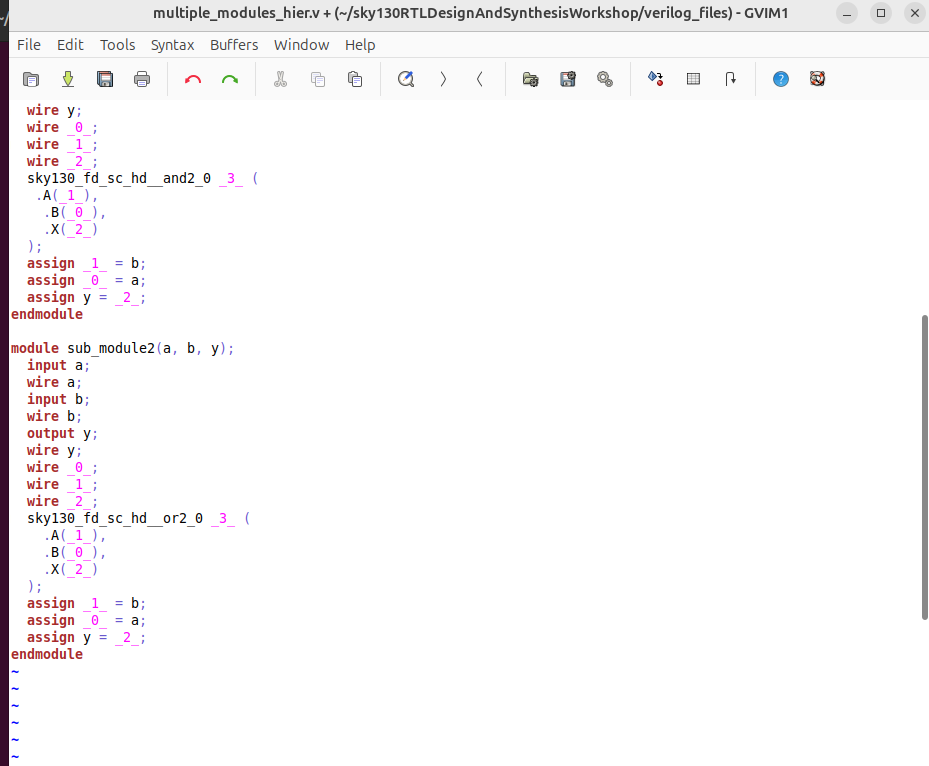 multiple_modules_hier.v + (~/sky130RTLDesignAndSynthesisWorkshop/verilog_files) - GVIM1
File Edit Tools Syntax Buffers Window Help
  wire y;
  wire _0_;
  wire _1_;
  wire _2_;
  sky130_fd_sc_hd__and2_0 _3_ (
   .A(_1_),
    .B(_0_),
    .X(_2_)
  );
  assign _1_ = b;
  assign _0_ = a;
  assign y = _2_;
endmodule

module sub_module2(a, b, y);
  input a;
  wire a;
  input b;
  wire b;
  output y;
  wire y;
  wire _0_;
  wire _1_;
  wire _2_;
  sky130_fd_sc_hd__or2_0 _3_ (
    .A(_1_),
    .B(_0_),
    .X(_2_)
  );
  assign _1_ = b;
  assign _0_ = a;
  assign y = _2_;
endmodule
~
~
~
~
~
~